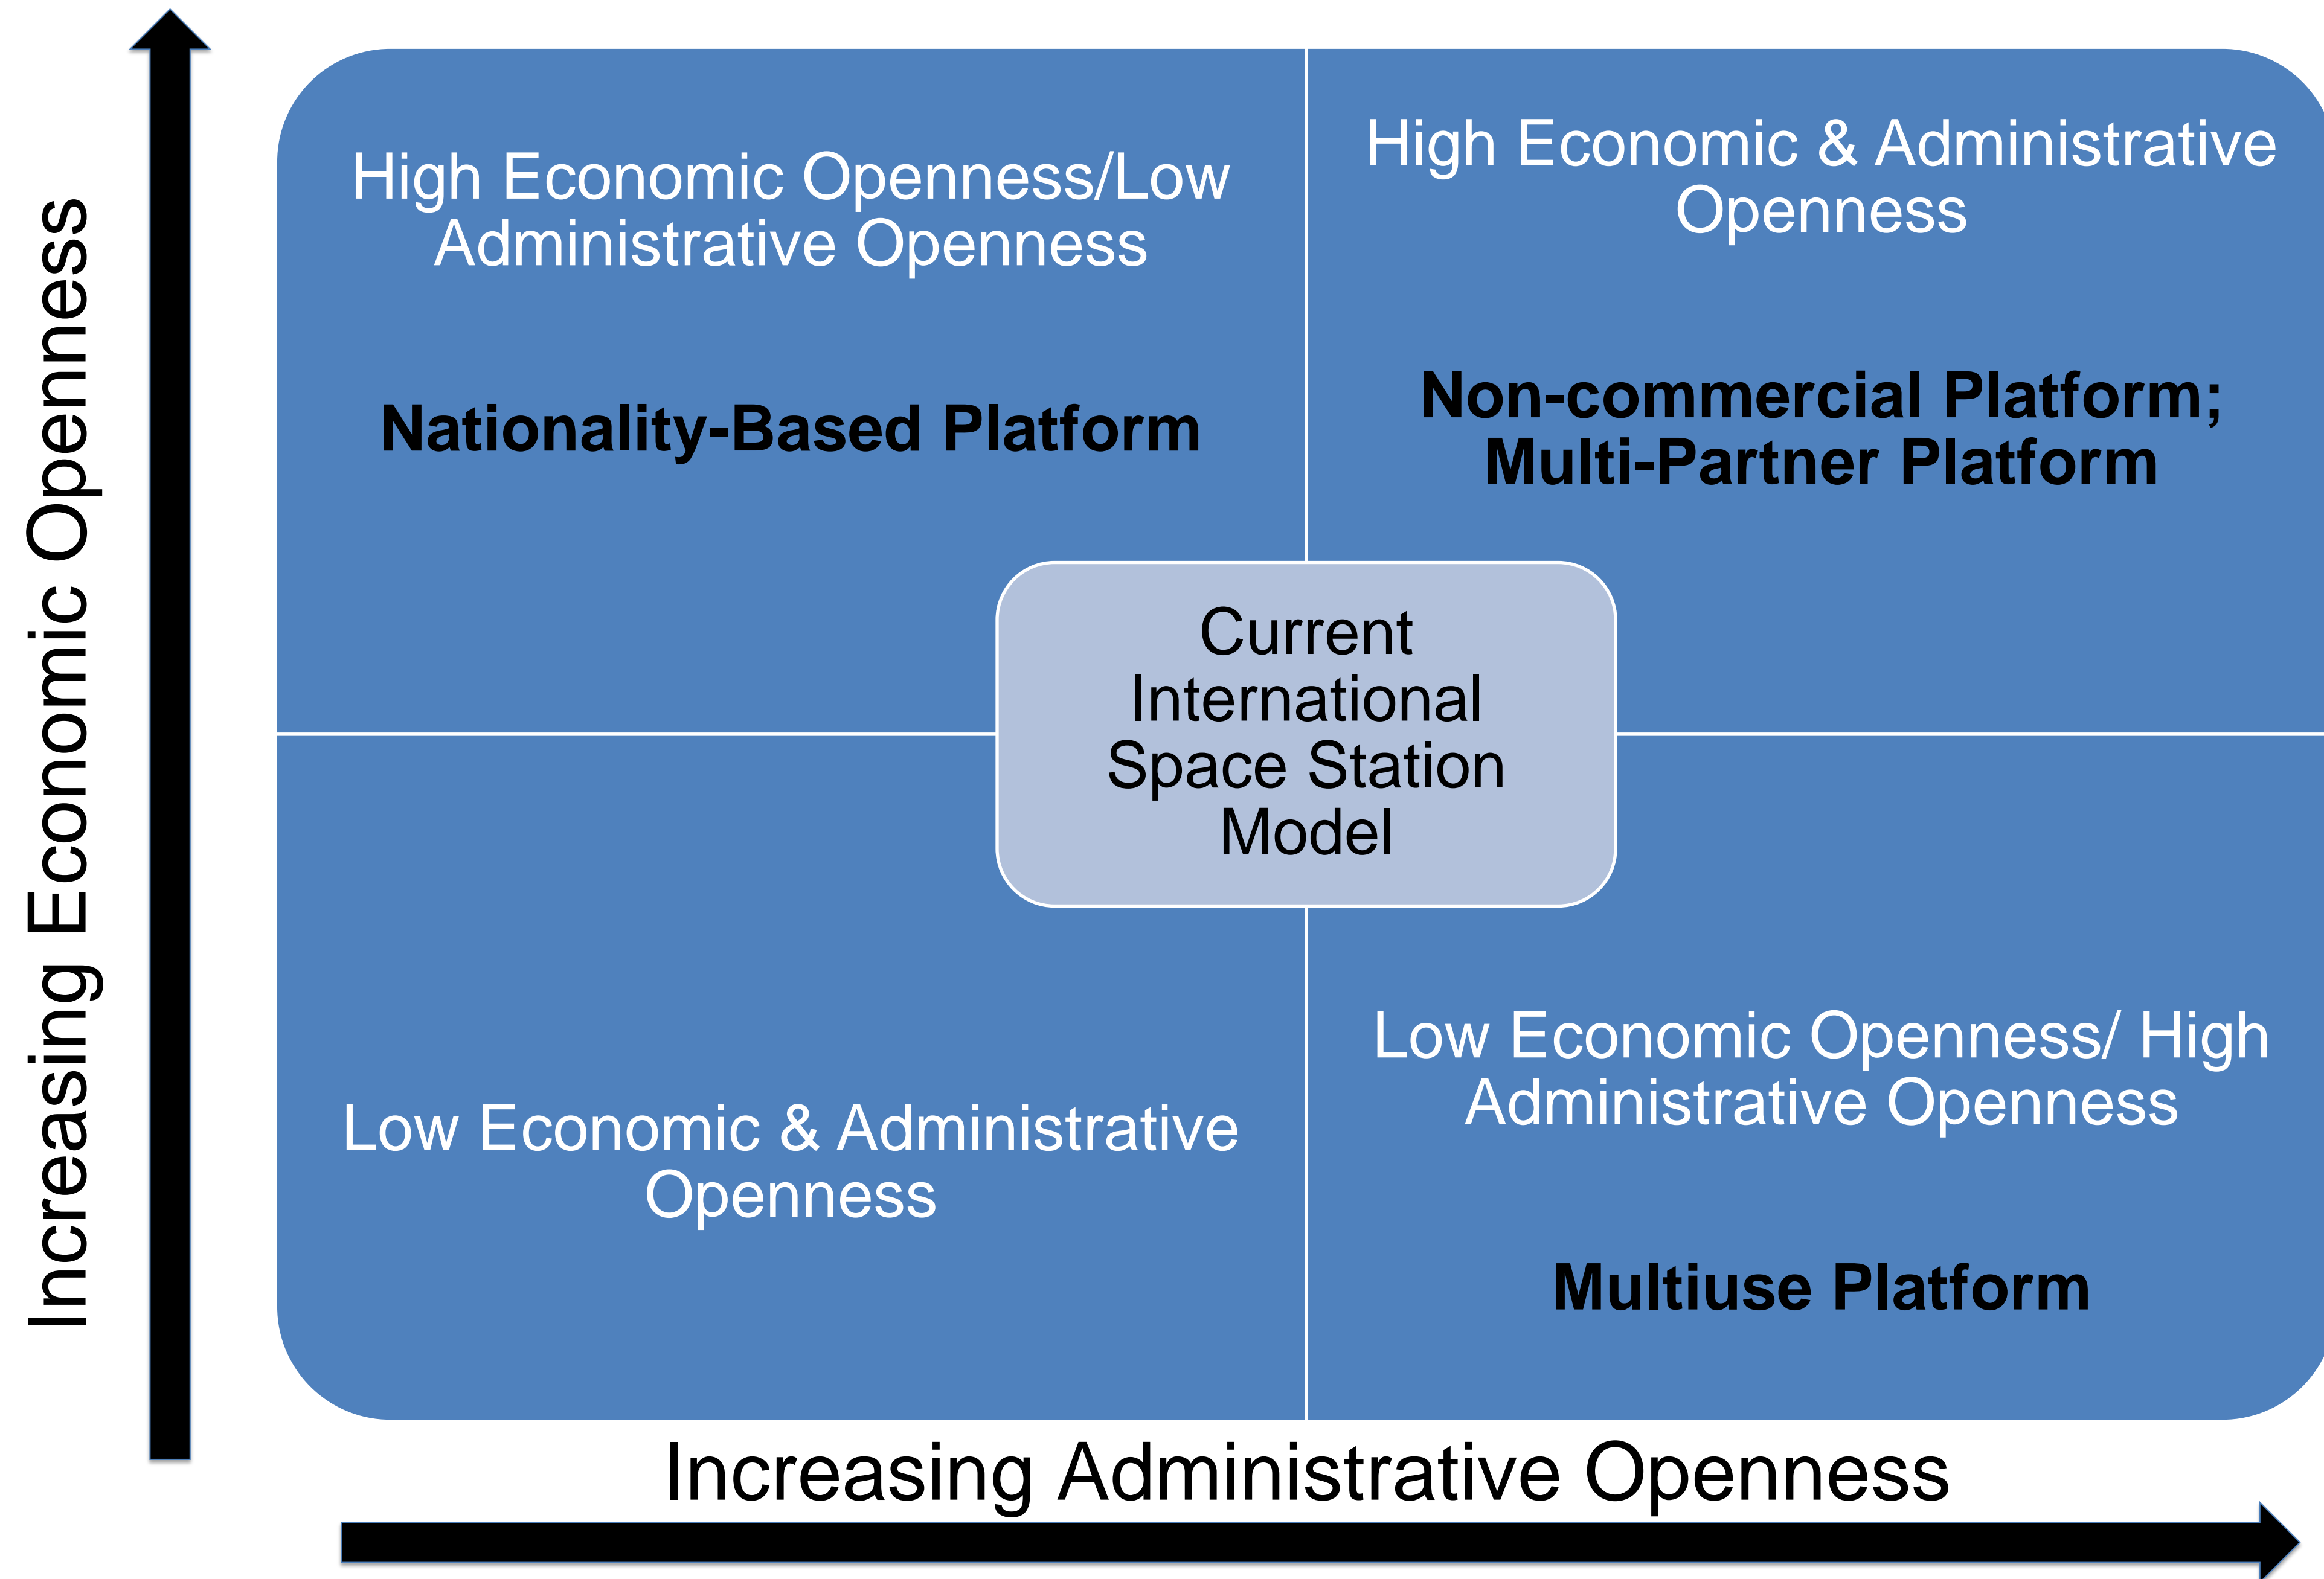 Increasing Economic Openness
High Economic Openness/Low
Administrative Openness
Nationality-Based Platform
High Economic & Administrative
Openness
Non-commercial Platform;
Multi-Partner Platform
Current
International
Space Station
Model
Low Economic & Administrative
Openness
Low Economic Openness/ High
Administrative Openness
Multiuse Platform
Increasing Administrative Openness